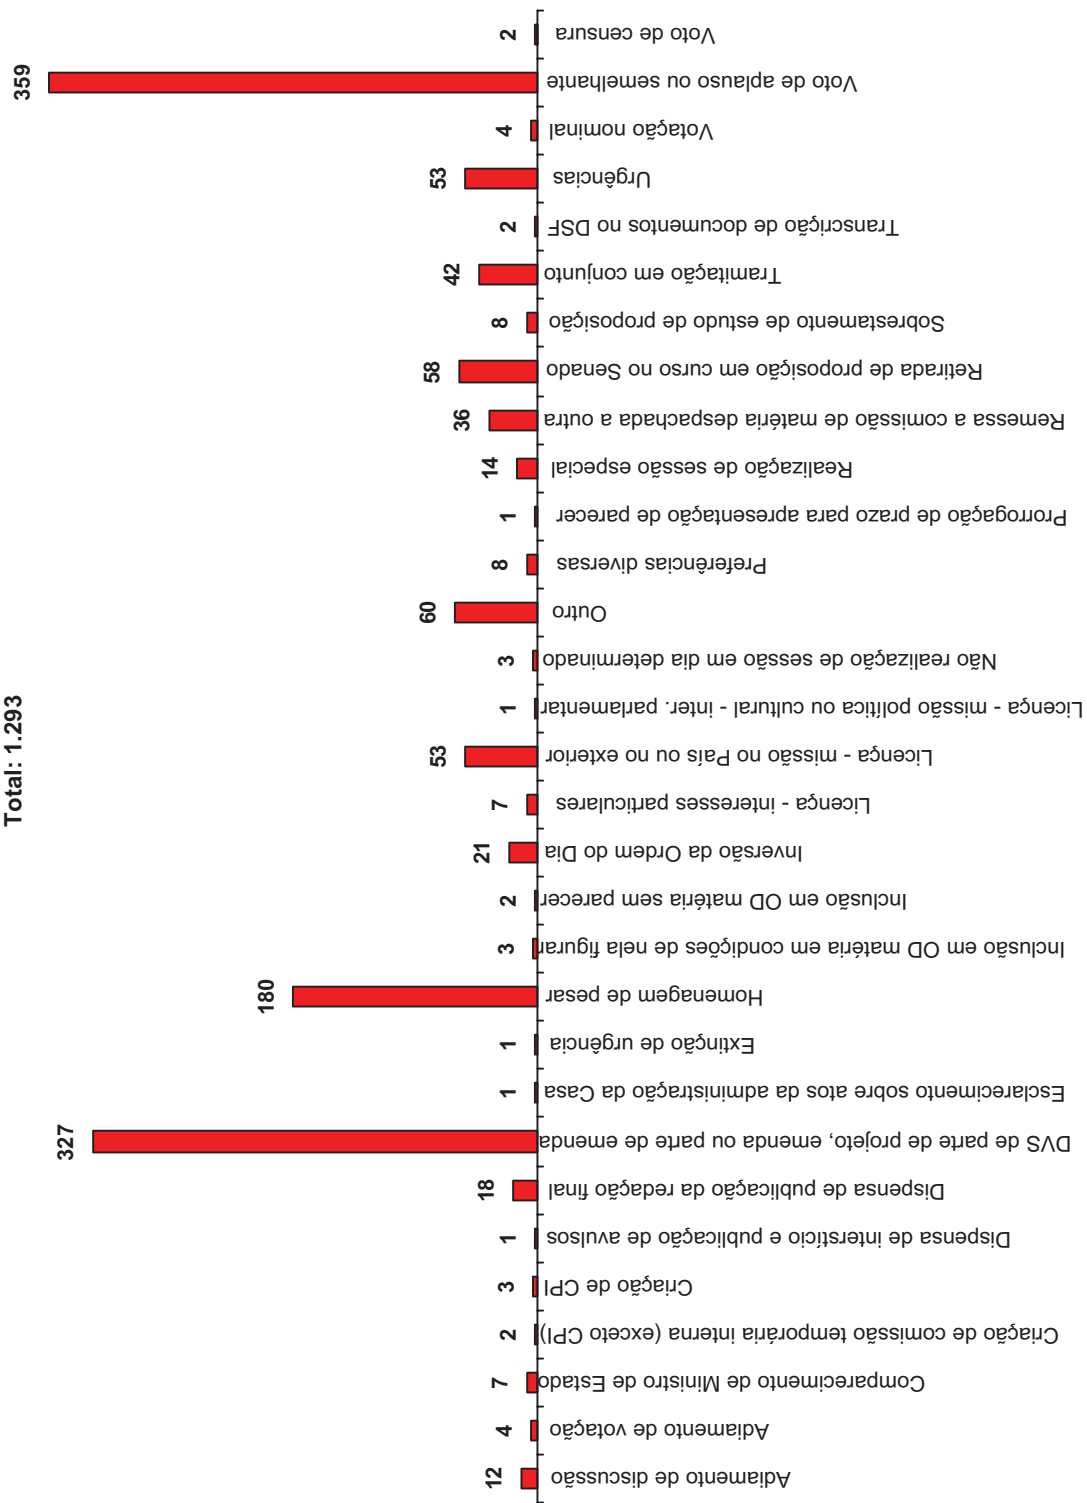 Total: 1.293
Voto de censura 2
Voto de aplauso ou semelhante 359
Votação nominal 4
Urgências 53
Transcrição de documentos no DSF 2
Tramitação em conjunto 42
Sobrestamento de estudo de proposição 8
Retirada de proposição em curso no Senado 58
Remessa a comissão de matéria despachada a outra 36
Realização de sessão especial 14
Prorrogação de prazo para apresentação de parecer 1
Preferências diversas 8
Outro 60
Não realização de sessão em dia determinado 3
Licença - missão política ou cultural - inter. parlamentar 1
Licença - missão no País ou no exterior 53
Licença - interesses particulares 7
Inversão da Ordem do Dia 21
Inclusão em OD matéria sem parecer 2
Inclusão em OD matéria em condições de nela figurar 3
Homenagem de pesar 180
Extinção de urgência 1
Esclarecimento sobre atos da administração da Casa 1
DVS de parte de projeto, emenda ou parte de emenda 327
Dispensa de publicação da redação final 18
Dispensa de interstício e publicação de avulsos 1
Criação de CPI 3
Criação de comissão temporária interna (exceto CPI) 2
Comparecimento de Ministro de Estado 7
Adiamento de votação 4
Adiamento de discussão 12